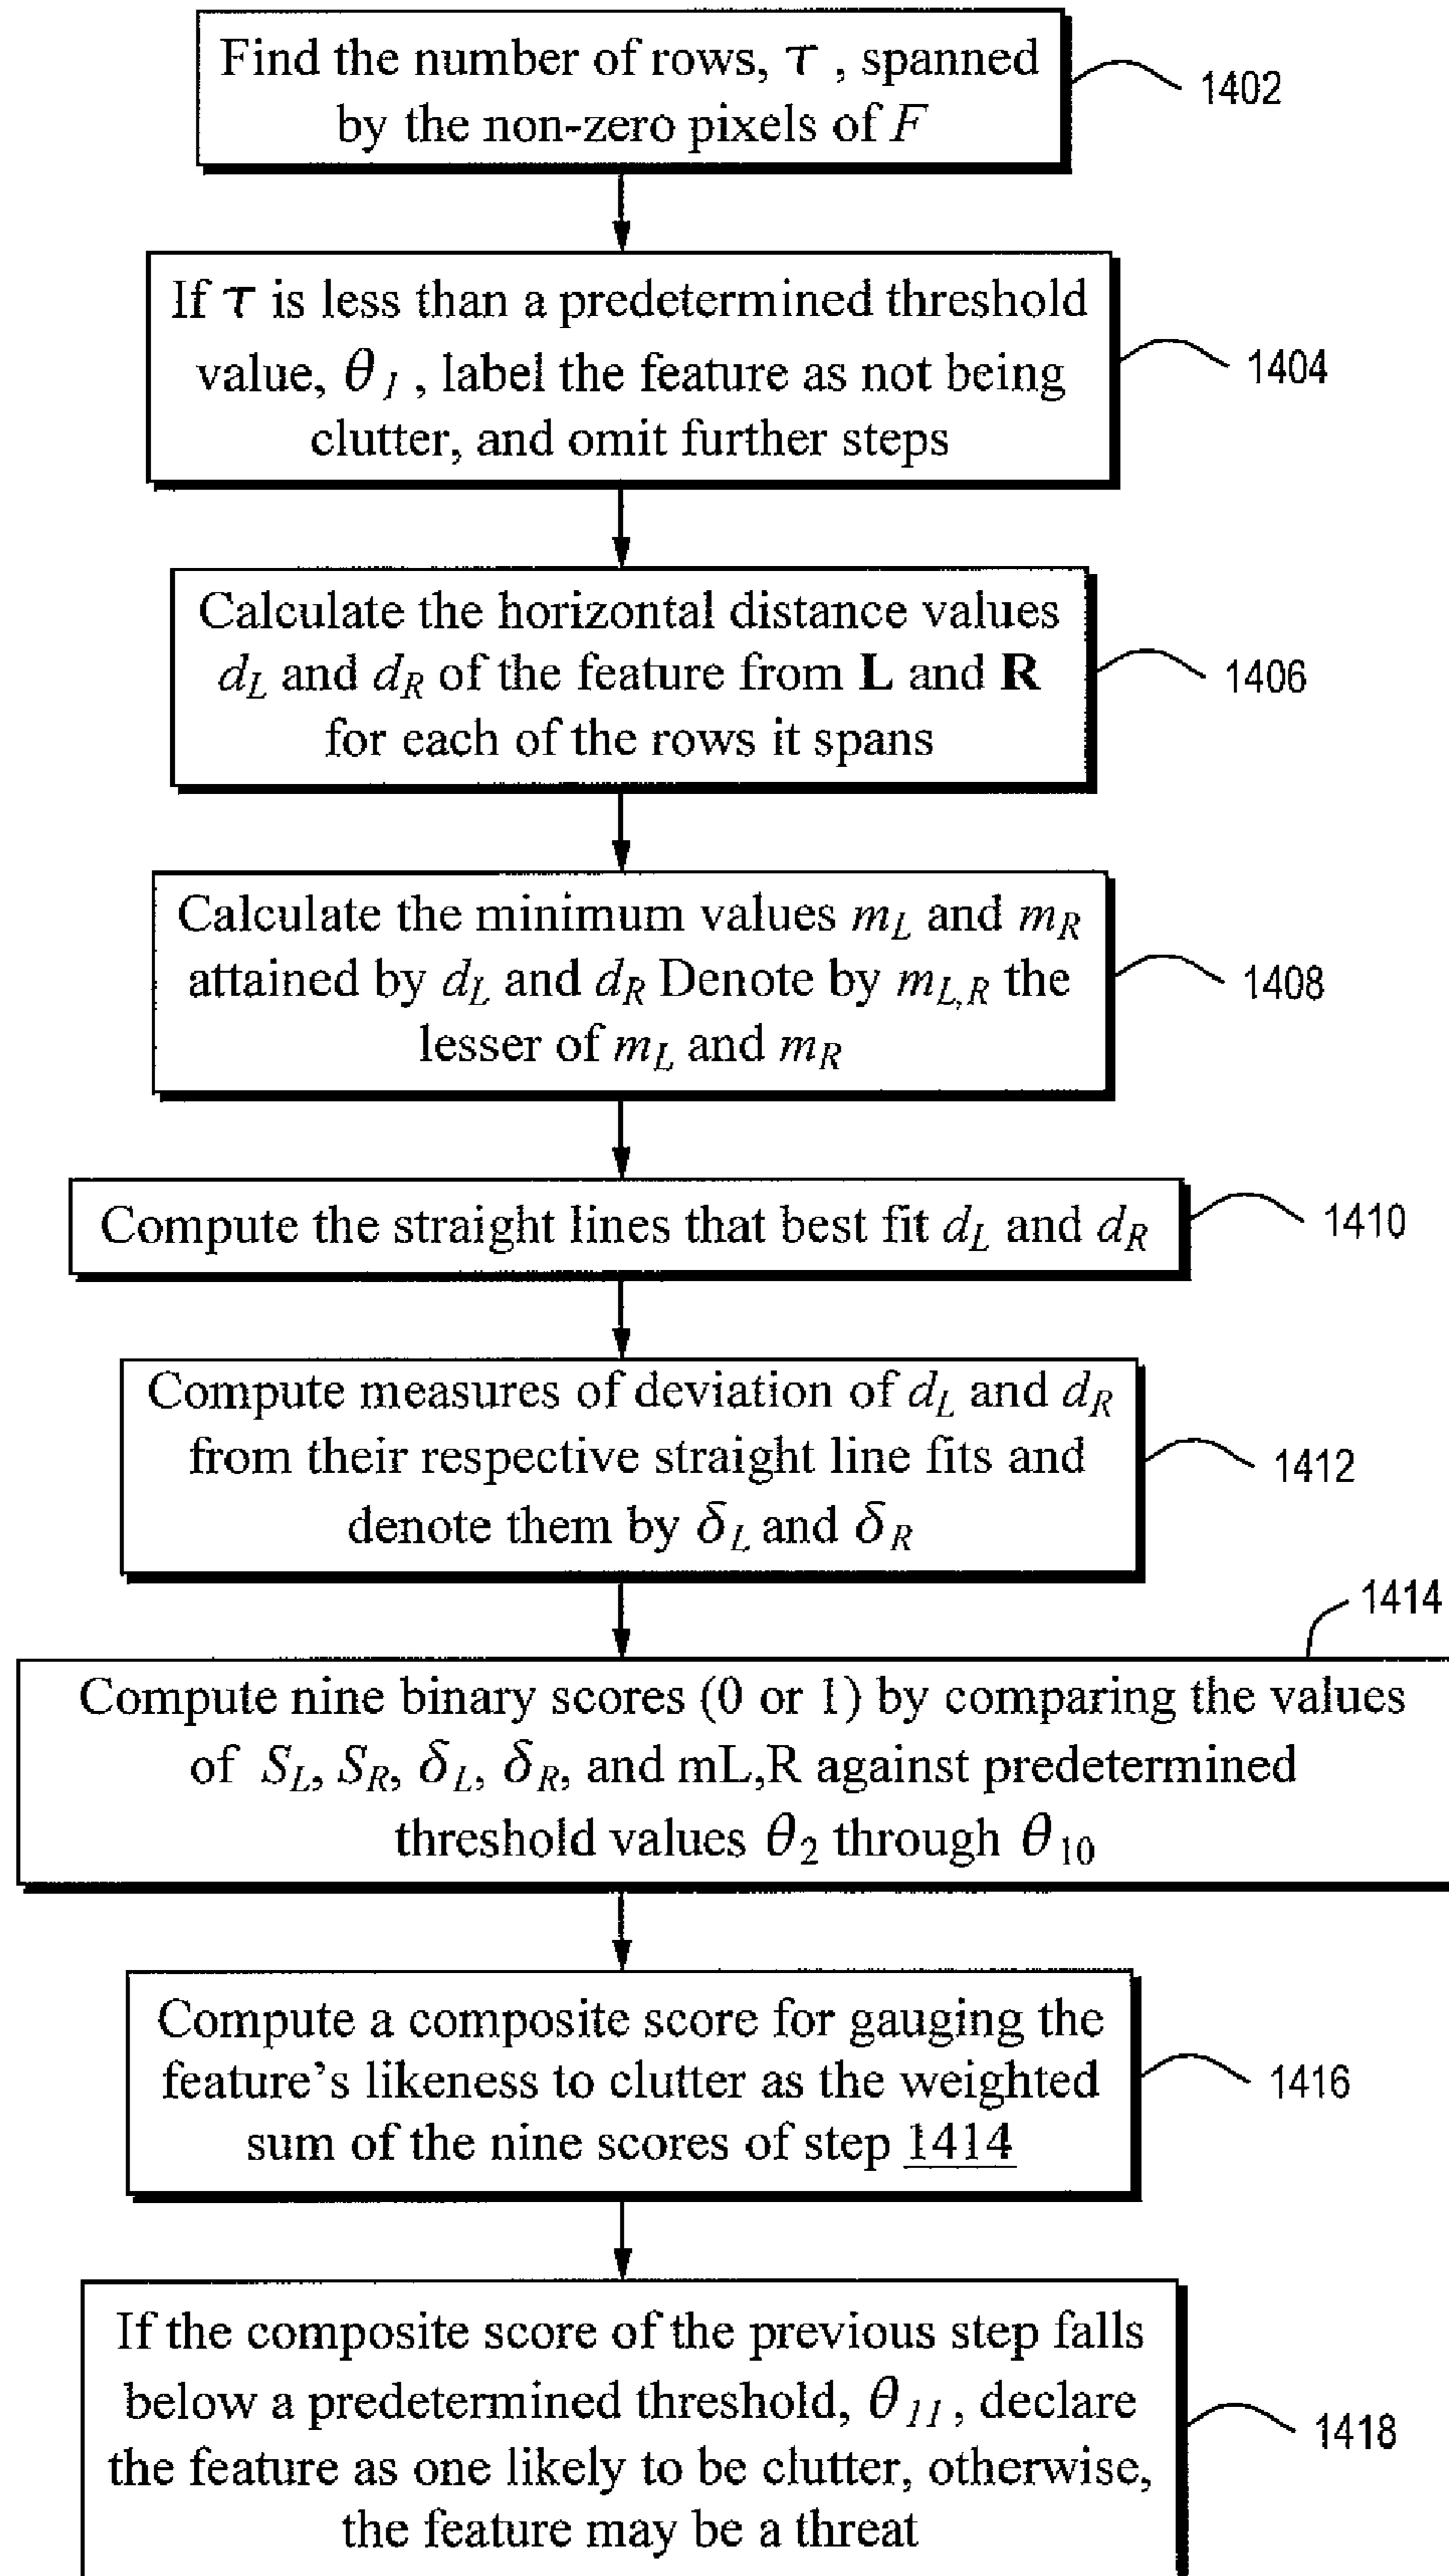 Find the number of rows, τ , spanned
by the non-zero pixels of F
1402
If τ is less than a predetermined threshold
value, θ1 , label the feature as not being
clutter, and omit further steps
1404
Calculate the horizontal distance values
dL and dR of the feature from L and R
for each of the rows it spans
1406
Calculate the minimum values mL and mR
attained by dL and dR Denote by mL,R the
lesser of mL and mR
1408
Compute the straight lines that best fit dL and dR
1410
Compute measures of deviation of dL and dR
from their respective straight line fits and
denote them by δL and δR
1412
1414
Compute nine binary scores (0 or 1) by comparing the values
of SL, SR, δL, δR, and mL,R against predetermined
threshold values θ2 through θ10
Compute a composite score for gauging the
feature's likeness to clutter as the weighted
sum of the nine scores of step 1414
1416
If the composite score of the previous step falls
below a predetermined threshold, θ11 , declare
the feature as one likely to be clutter, otherwise,
the feature may be a threat
1418